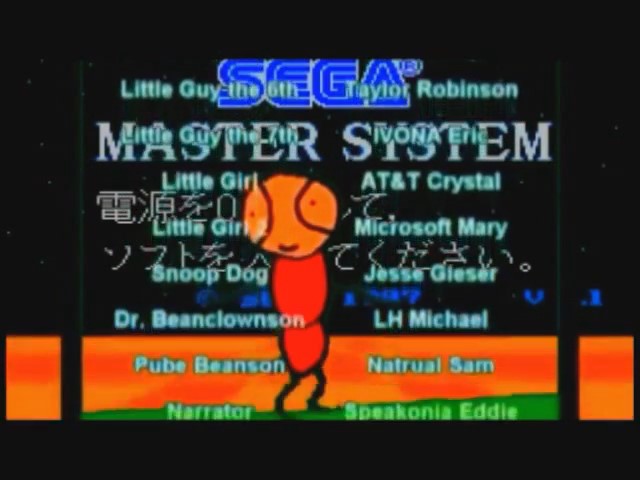 SEGA®
Little Guy the 6th Taylor Robinson
Little Guy the 7th IVONA Eric
MASTER SYSTEM
Little Girl AT&T Crystal
電源を
Little Girl 2 Microsoft Mary
ソフトを てください。
Snoop Dog Jesse Gieser
Dr. Beanclownson LH Michael
Pube Beanson Natrual Sam
Narrator Speakonia Eddie